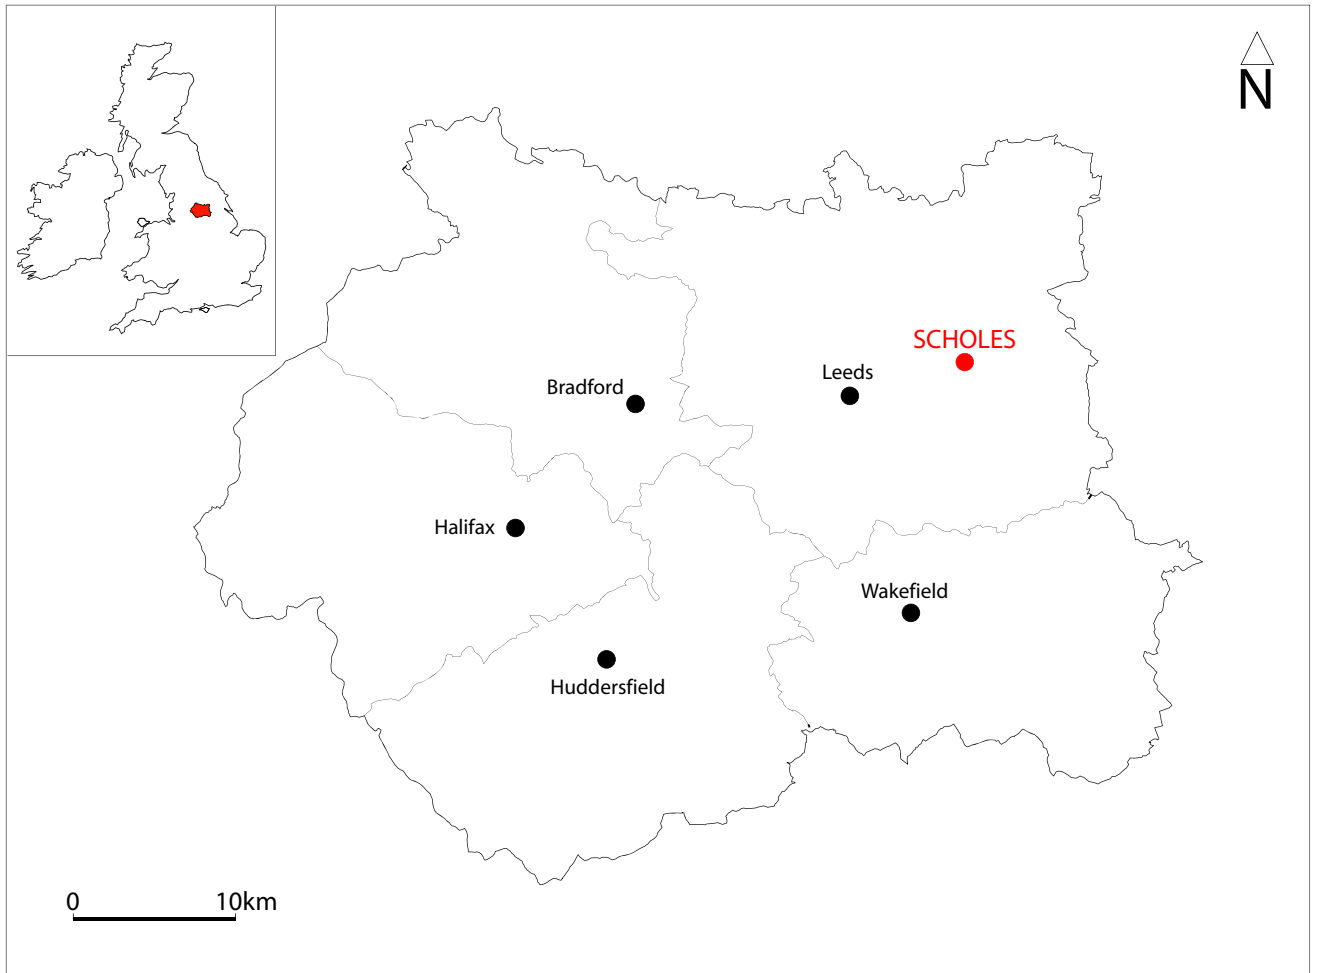 N
SCHOLES
Leeds
Bradford
Halifax
Wakefield
Huddersfield
0 10km